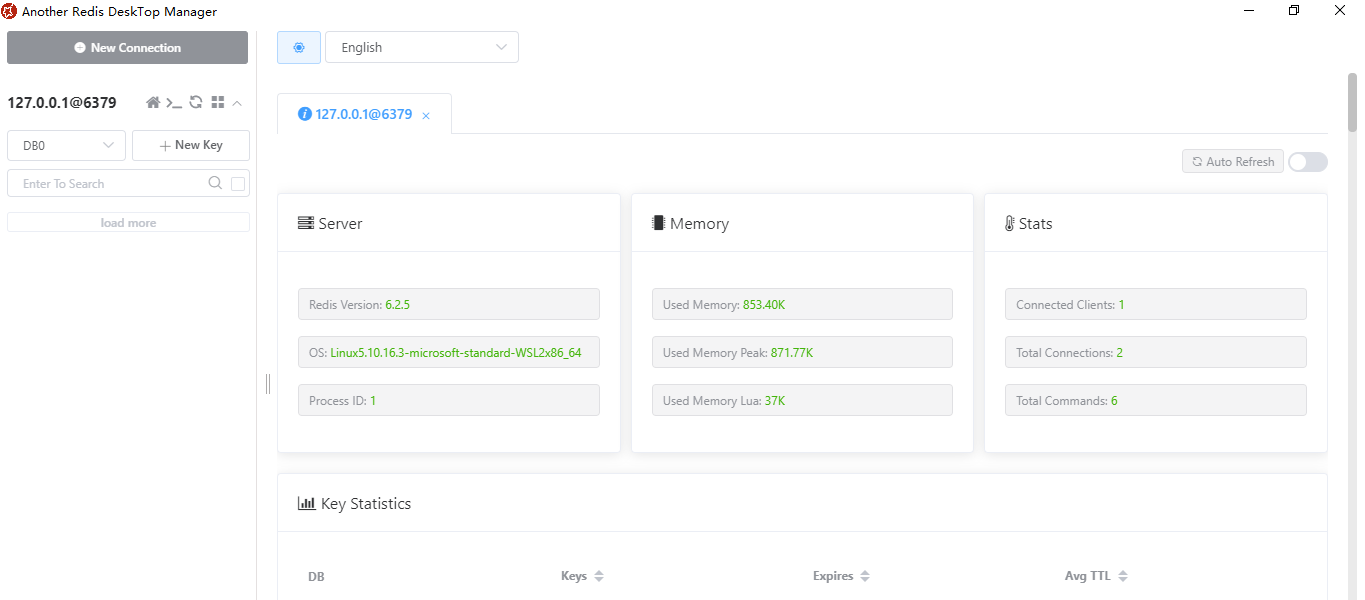 Another Redis DeskTop Manager
New Connection
English
127.0.0.1@6379
127.0.0.1@6379
DB0
New Key
Enter To Search
load more
Auto Refresh
Server
Redis Version: 6.2.5
OS: Linux5.10.16.3-microsoft-standard-WSL2x86_64
Process ID: 1
Memory
Used Memory: 853.40K
Used Memory Peak: 871.77K
Used Memory Lua: 37K
Stats
Connected Clients: 1
Total Connections: 2
Total Commands: 6
Key Statistics
DB Keys Expires Avg TTL